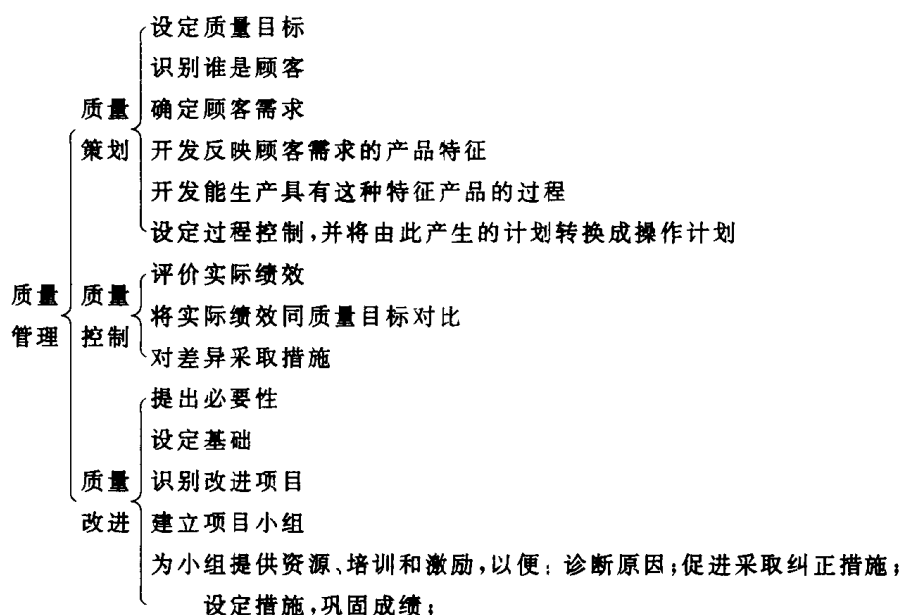 设定质量目标
识别谁是顾客
质量 确定顾客需求
策划 开发反映顾客需求的产品特征
开发能生产具有这种特征产品的过程
设定过程控制,并将由此产生的计划转换成操作计划
评价实际绩效
质量 质量
将实际绩效同质量目标对比
管理 控制
对差异采取措施
提出必要性
设定基础
质量 识别改进项目
改进 建立项目小组
为小组提供资源、培训和激励,以便: 诊断原因;促进采取纠正措施;
设定措施,巩固成绩;